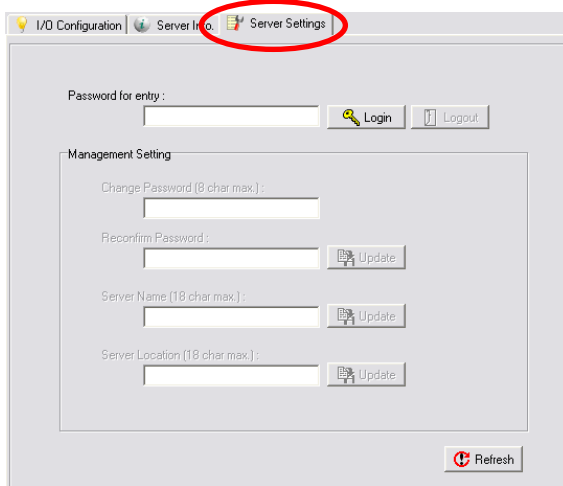 I/O Configuration Server Info. Server Settings
Password for entry :
Login Logout
Management Setting
Change Password (8 char max.) :
Reconfirm Password :
Update
Server Name (18 char max.) :
Update
Server Location (18 char max.) :
Update
Refresh